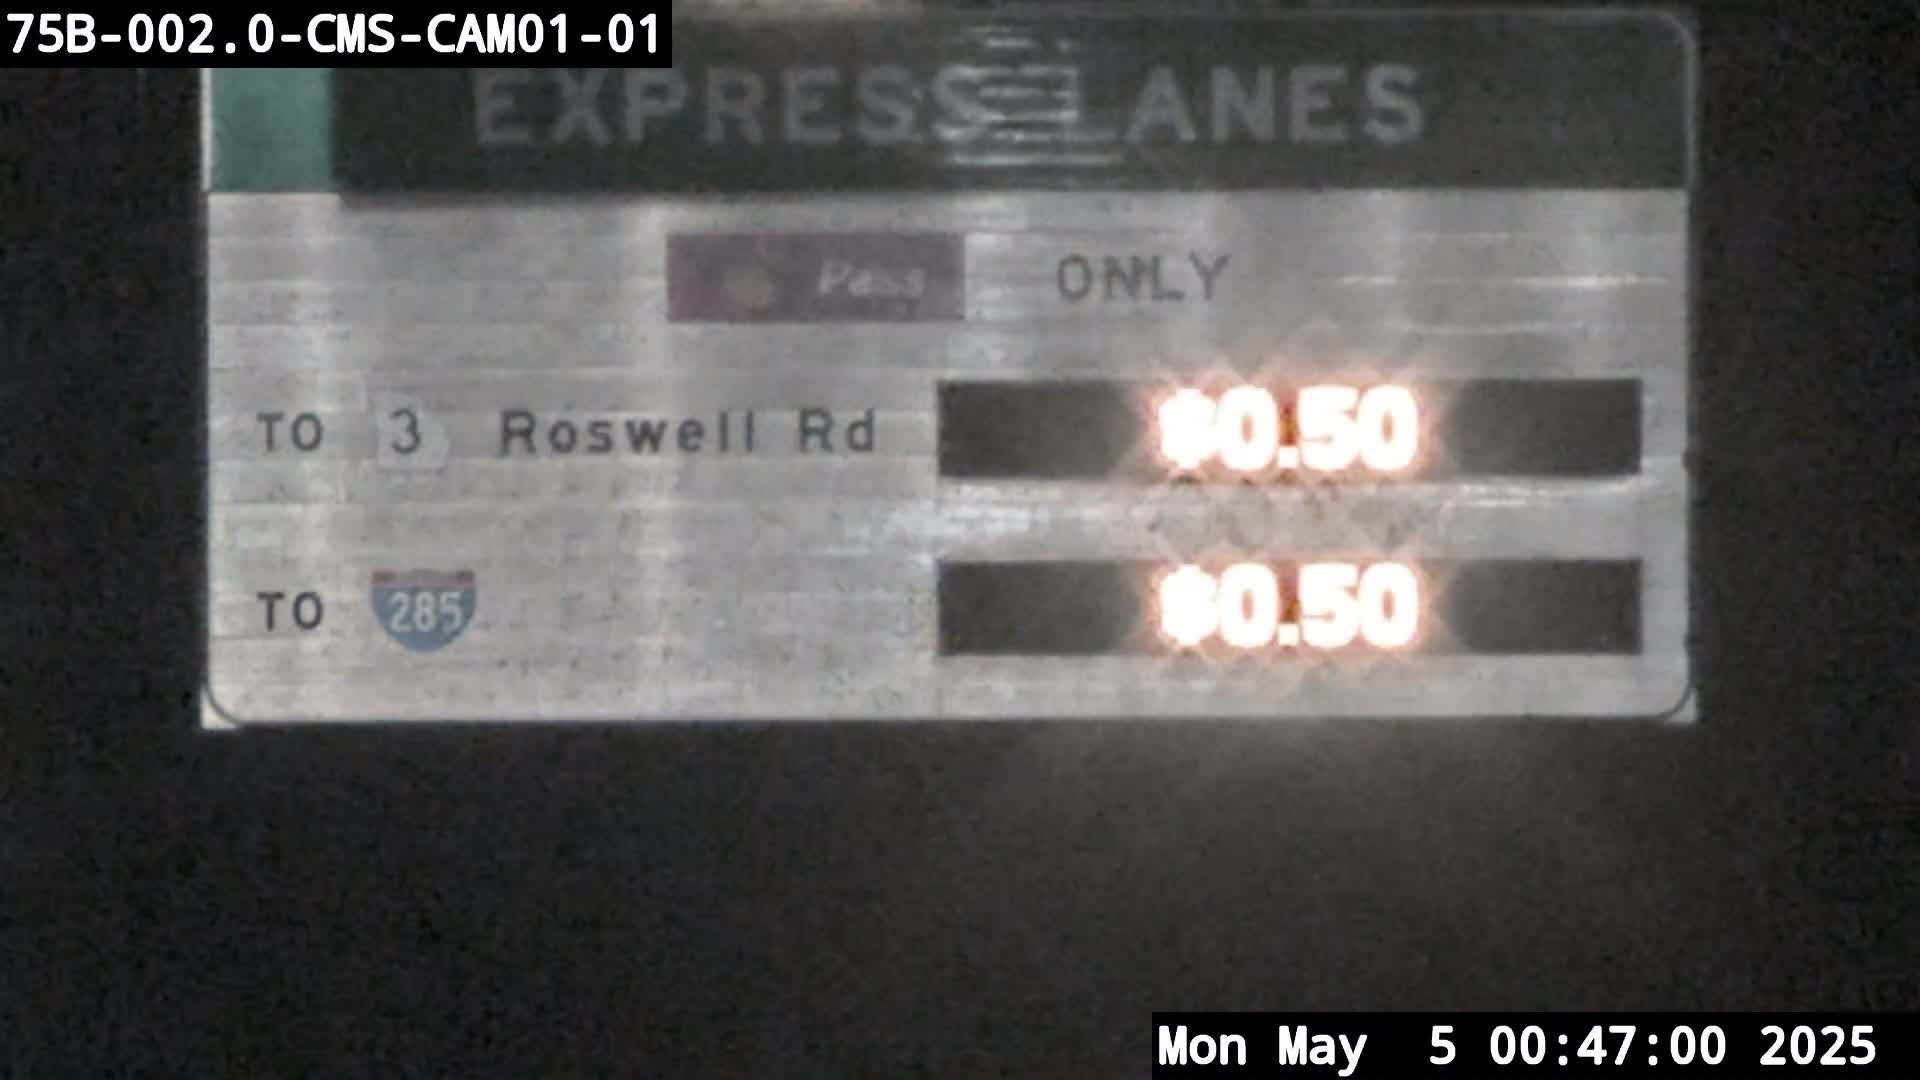 75B-002.0-CMS-CAM01-01
EXPRESS LANES
Pass ONLY
TO 3 Roswell Rd $0.50
TO 285 $0.50
Mon May 5 00:47:00 2025